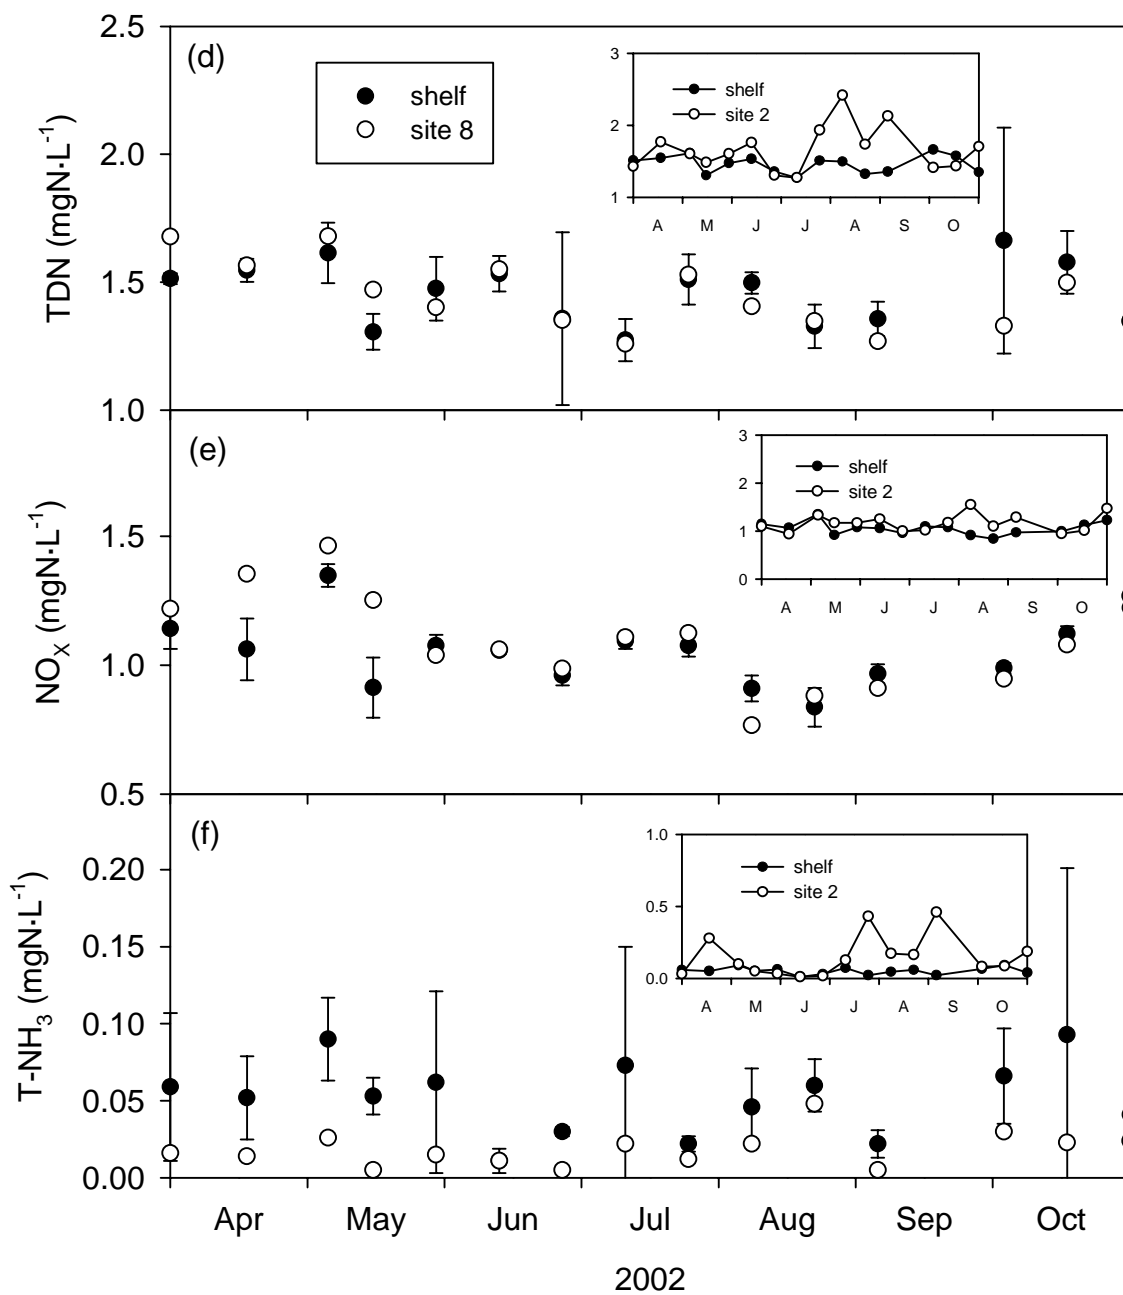 (d)
shelf
site 8
TDN (mgN·L⁻¹)
2.5
2.0
1.5
1.0
3
2
1
shelf
site 2
A M J J A S O
(e)
NOₓ (mgN·L⁻¹)
1.5
1.0
0.5
3
2
1
0
shelf
site 2
A M J J A S O
(f)
T-NH₃ (mgN·L⁻¹)
0.20
0.15
0.10
0.05
0.00
1.0
0.5
0.0
shelf
site 2
A M J J A S O
Apr May Jun Jul Aug Sep Oct
2002